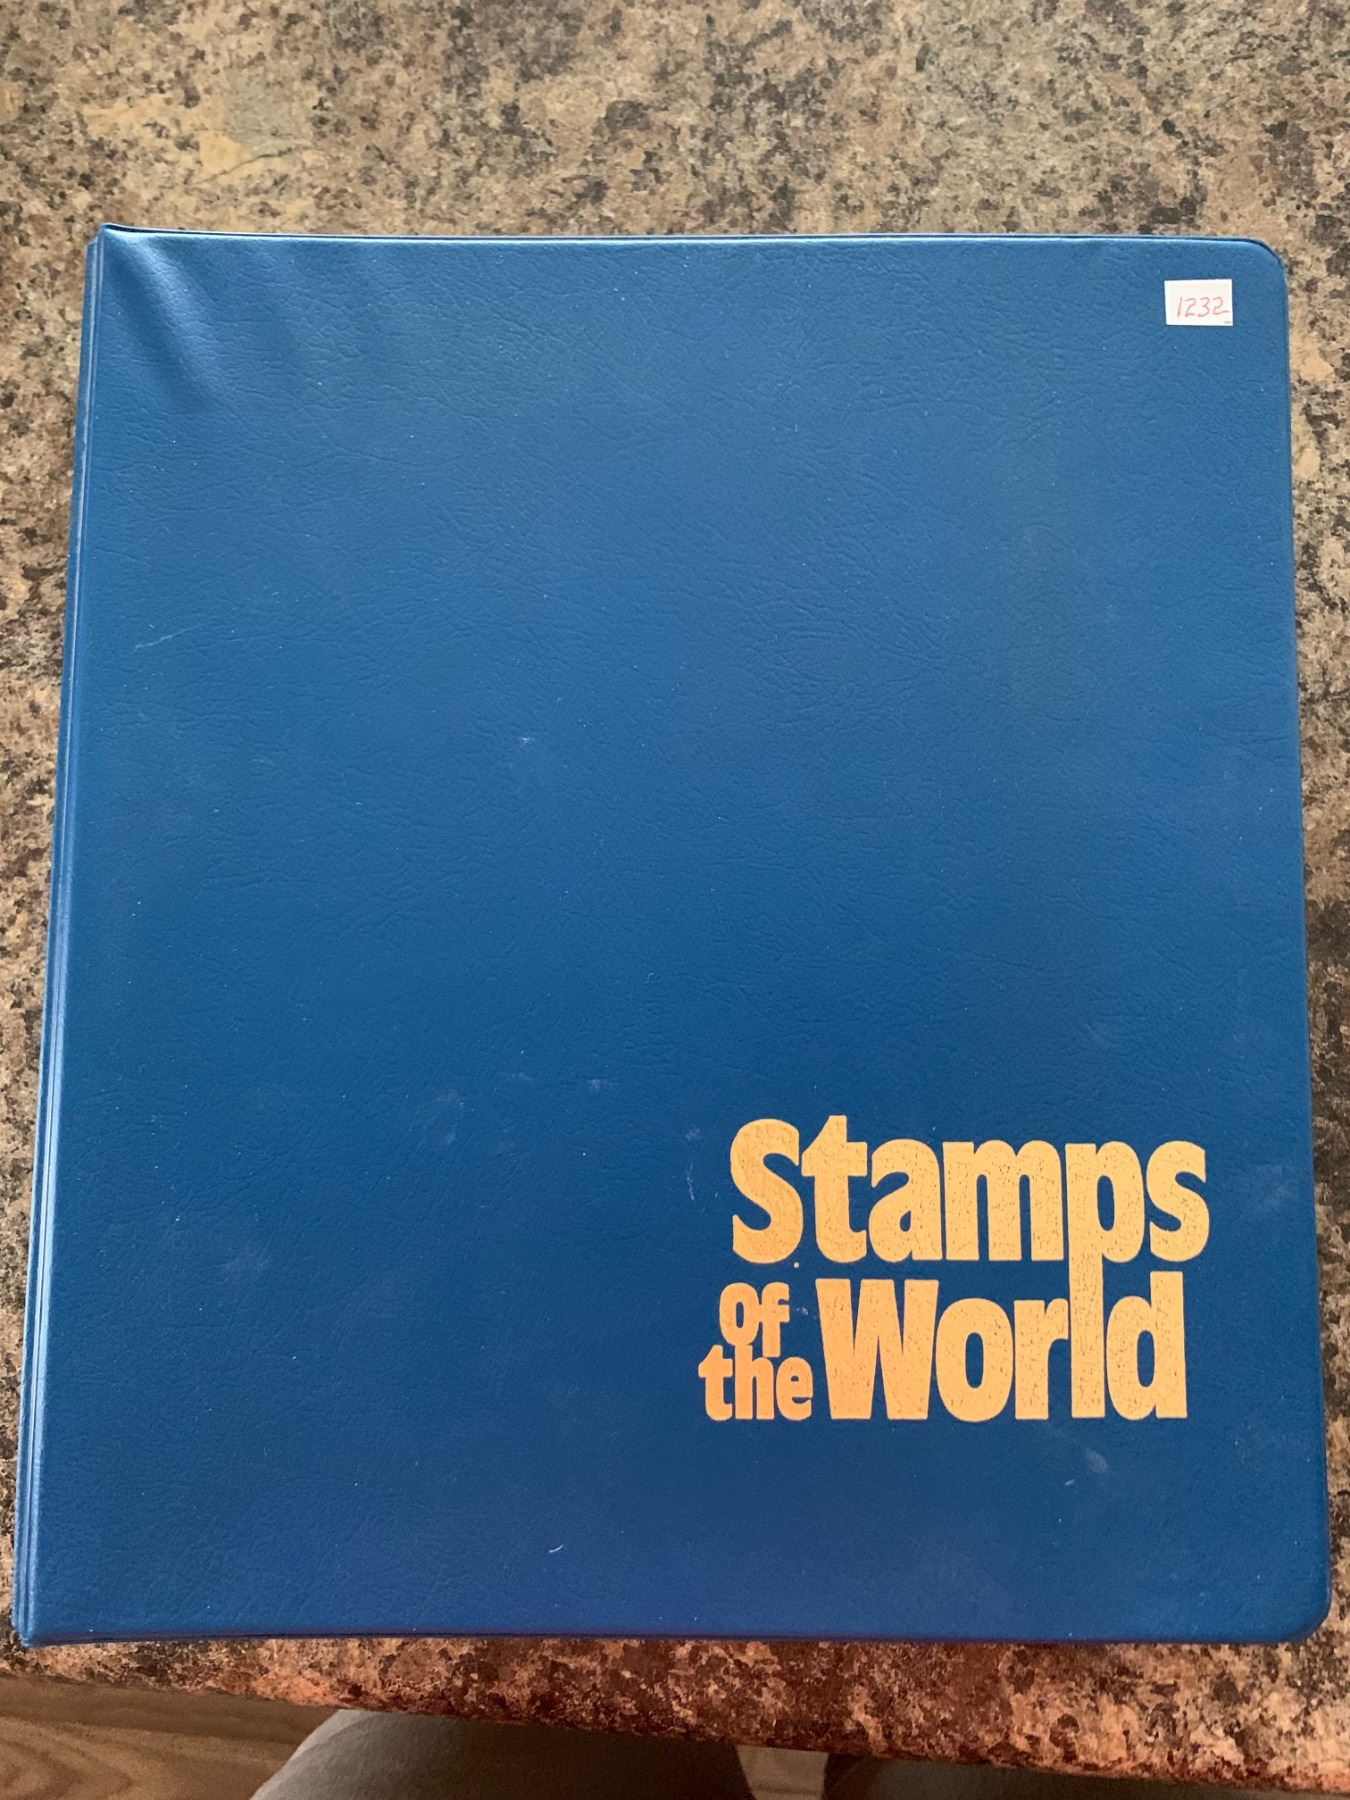 1232
Stamps
of the World